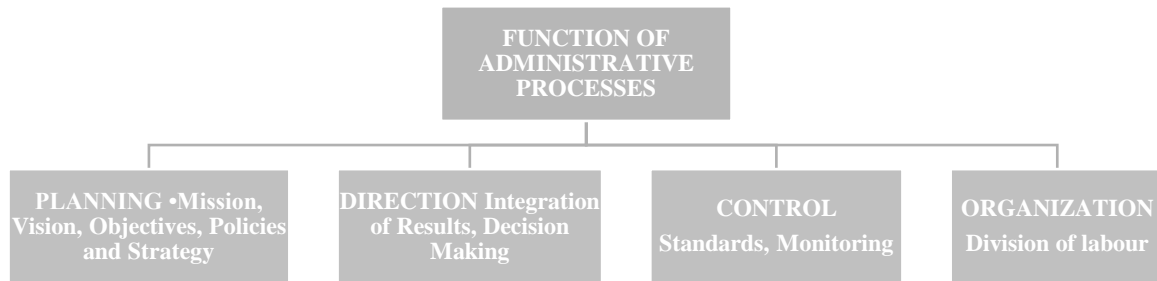 FUNCTION OF
ADMINISTRATIVE
PROCESSES
PLANNING •Mission,
Vision, Objectives, Policies
and Strategy
DIRECTION Integration
of Results, Decision
Making
CONTROL
Standards, Monitoring
ORGANIZATION
Division of labour